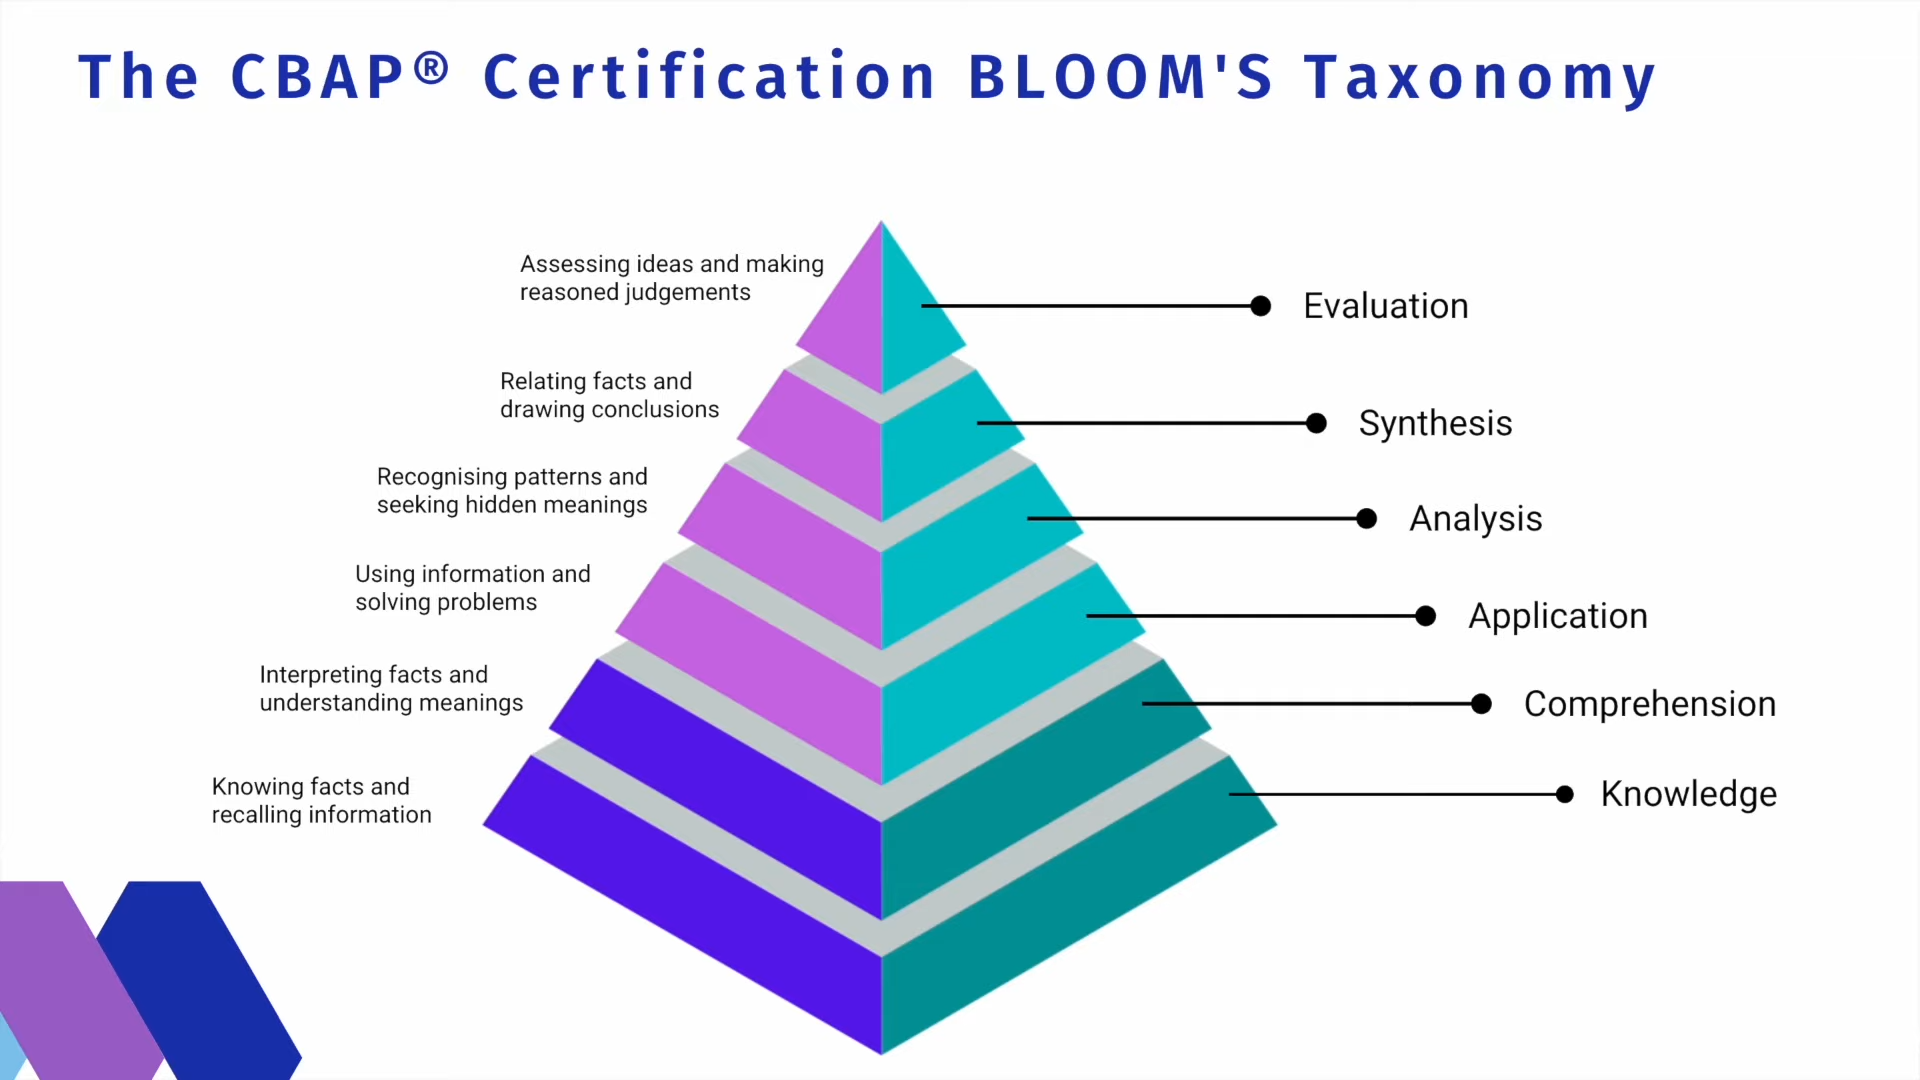 The CBAP® Certification BLOOM'S Taxonomy
Assessing ideas and making
reasoned judgements
Evaluation
Relating facts and
drawing conclusions
Synthesis
Recognising patterns and
seeking hidden meanings
Analysis
Using information and
solving problems
Application
Interpreting facts and
understanding meanings
Comprehension
Knowing facts and
recalling information
Knowledge